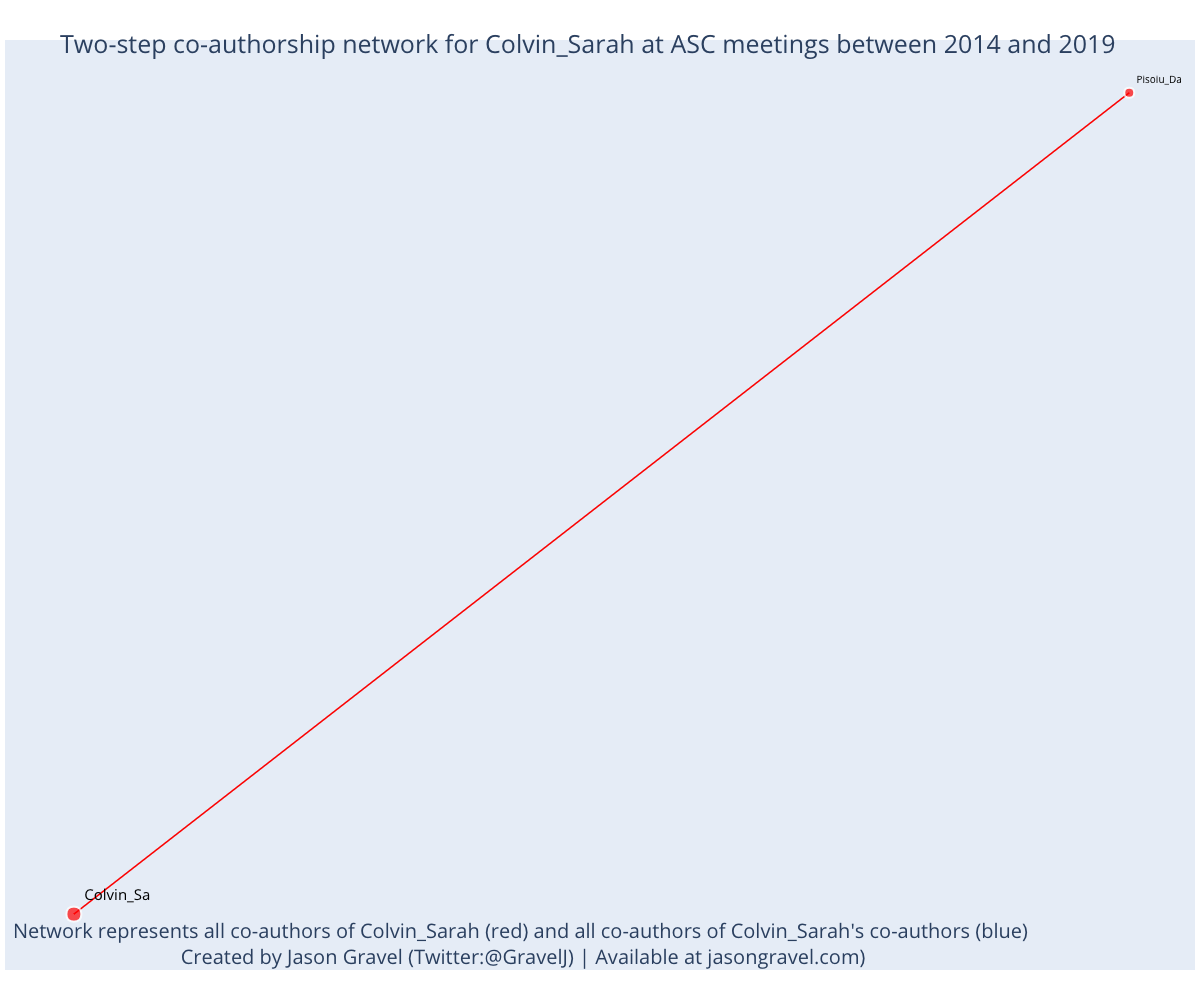 Two-step co-authorship network for Colvin_Sarah at ASC meetings between 2014 and 2019
Pisoiu_Da
Colvin_Sa
Network represents all co-authors of Colvin_Sarah (red) and all co-authors of Colvin_Sarah's co-authors (blue)
Created by Jason Gravel (Twitter:@GravelJ) | Available at jasongravel.com)